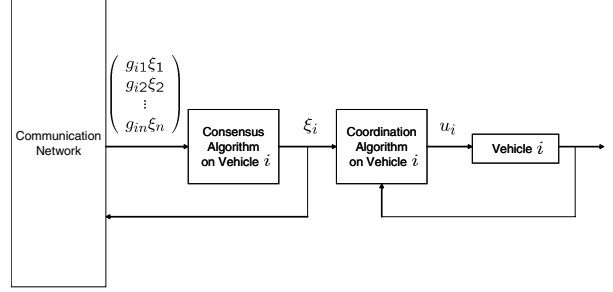 g_{i1}ξ_1
g_{i2}ξ_2
⋮
g_{in}ξ_n
Communication
Network
Consensus
Algorithm
on Vehicle i
ξ_i
Coordination
Algorithm
on Vehicle i
u_i
Vehicle i